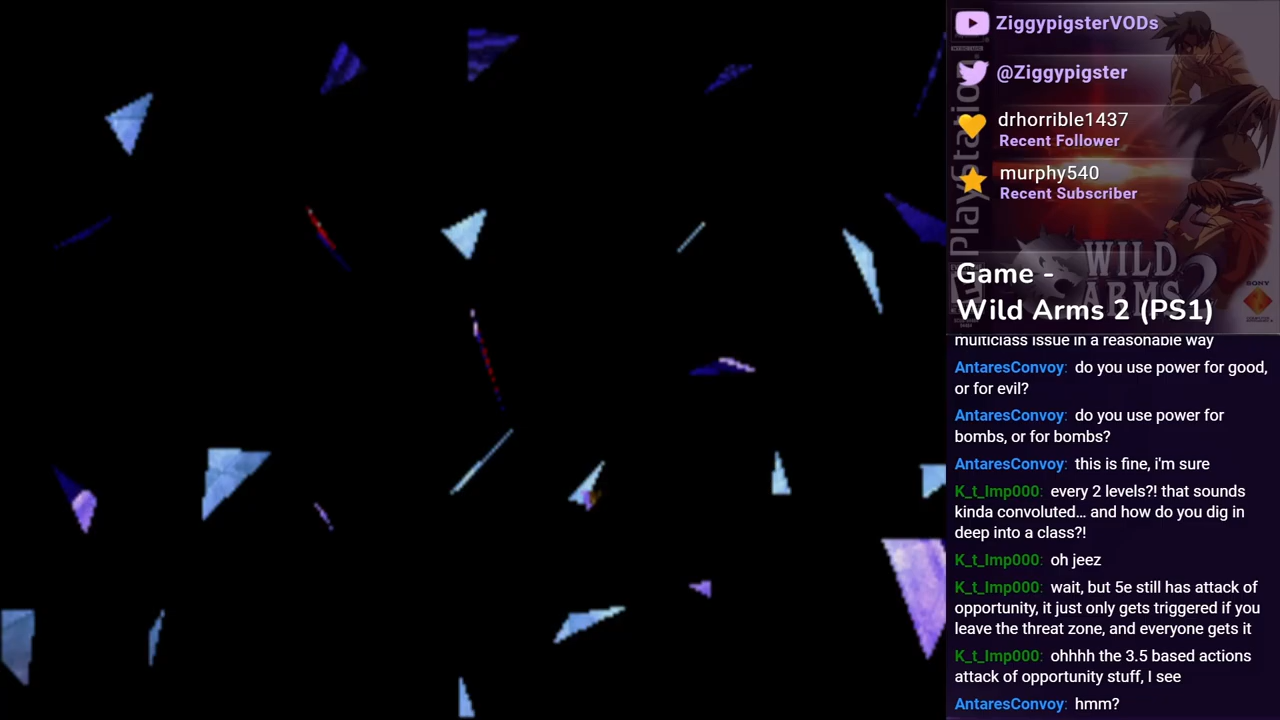 ZiggypigsterVODs
@Ziggypigster
drhorrible1437
Recent Follower
murphy540
Recent Subscriber
PlayStation
WILD
ARMS 2
SONY
Game -
Wild Arms 2 (PS1)
multiclass issue in a reasonable way
AntaresConvoy: do you use power for good,
or for evil?
AntaresConvoy: do you use power for
bombs, or for bombs?
AntaresConvoy: this is fine, i'm sure
K_t_Imp000: every 2 levels?! that sounds
kinda convoluted… and how do you dig in
deep into a class?!
K_t_Imp000: oh jeez
K_t_Imp000: wait, but 5e still has attack of
opportunity, it just only gets triggered if you
leave the threat zone, and everyone gets it
K_t_Imp000: ohhhh the 3.5 based actions
attack of opportunity stuff, I see
AntaresConvoy: hmm?